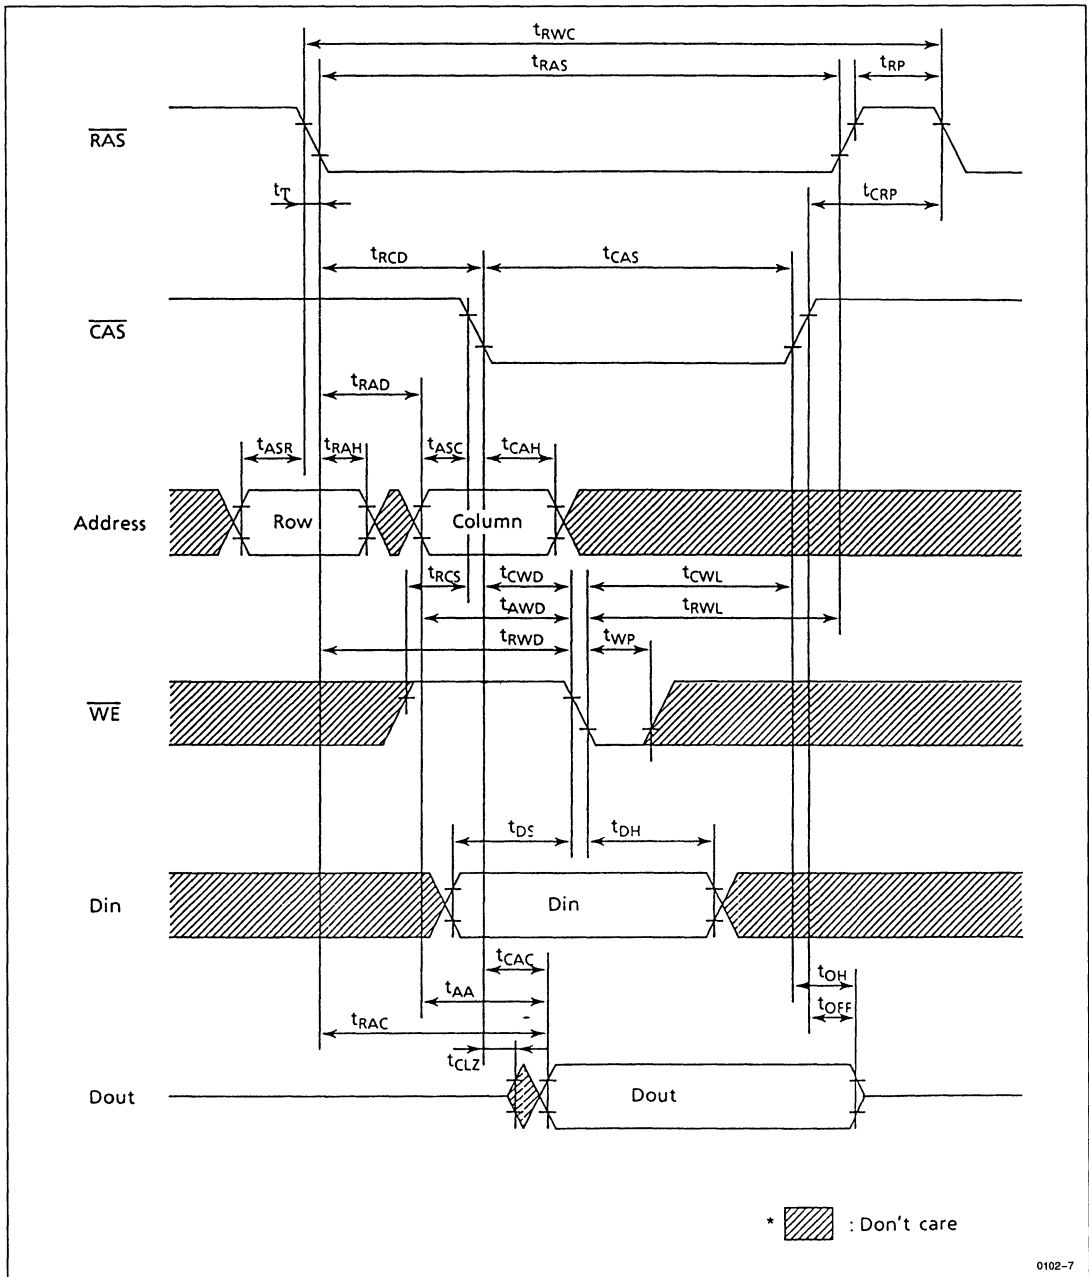 tRWC
tRAS
tRP
RAS
tT
tCRP
tRCD
tCAS
CAS
tRAD
tASR
tRAH
tASC
tCAH
Address
Row
Column
tRCS
tCWD
tCWL
tAWD
tRWL
tRWD
tWP
WE
tDS
tDH
Din
Din
tCAC
tOH
tAA
tOFF
tRAC
tCLZ
Dout
Dout
* : Don't care
0102-7